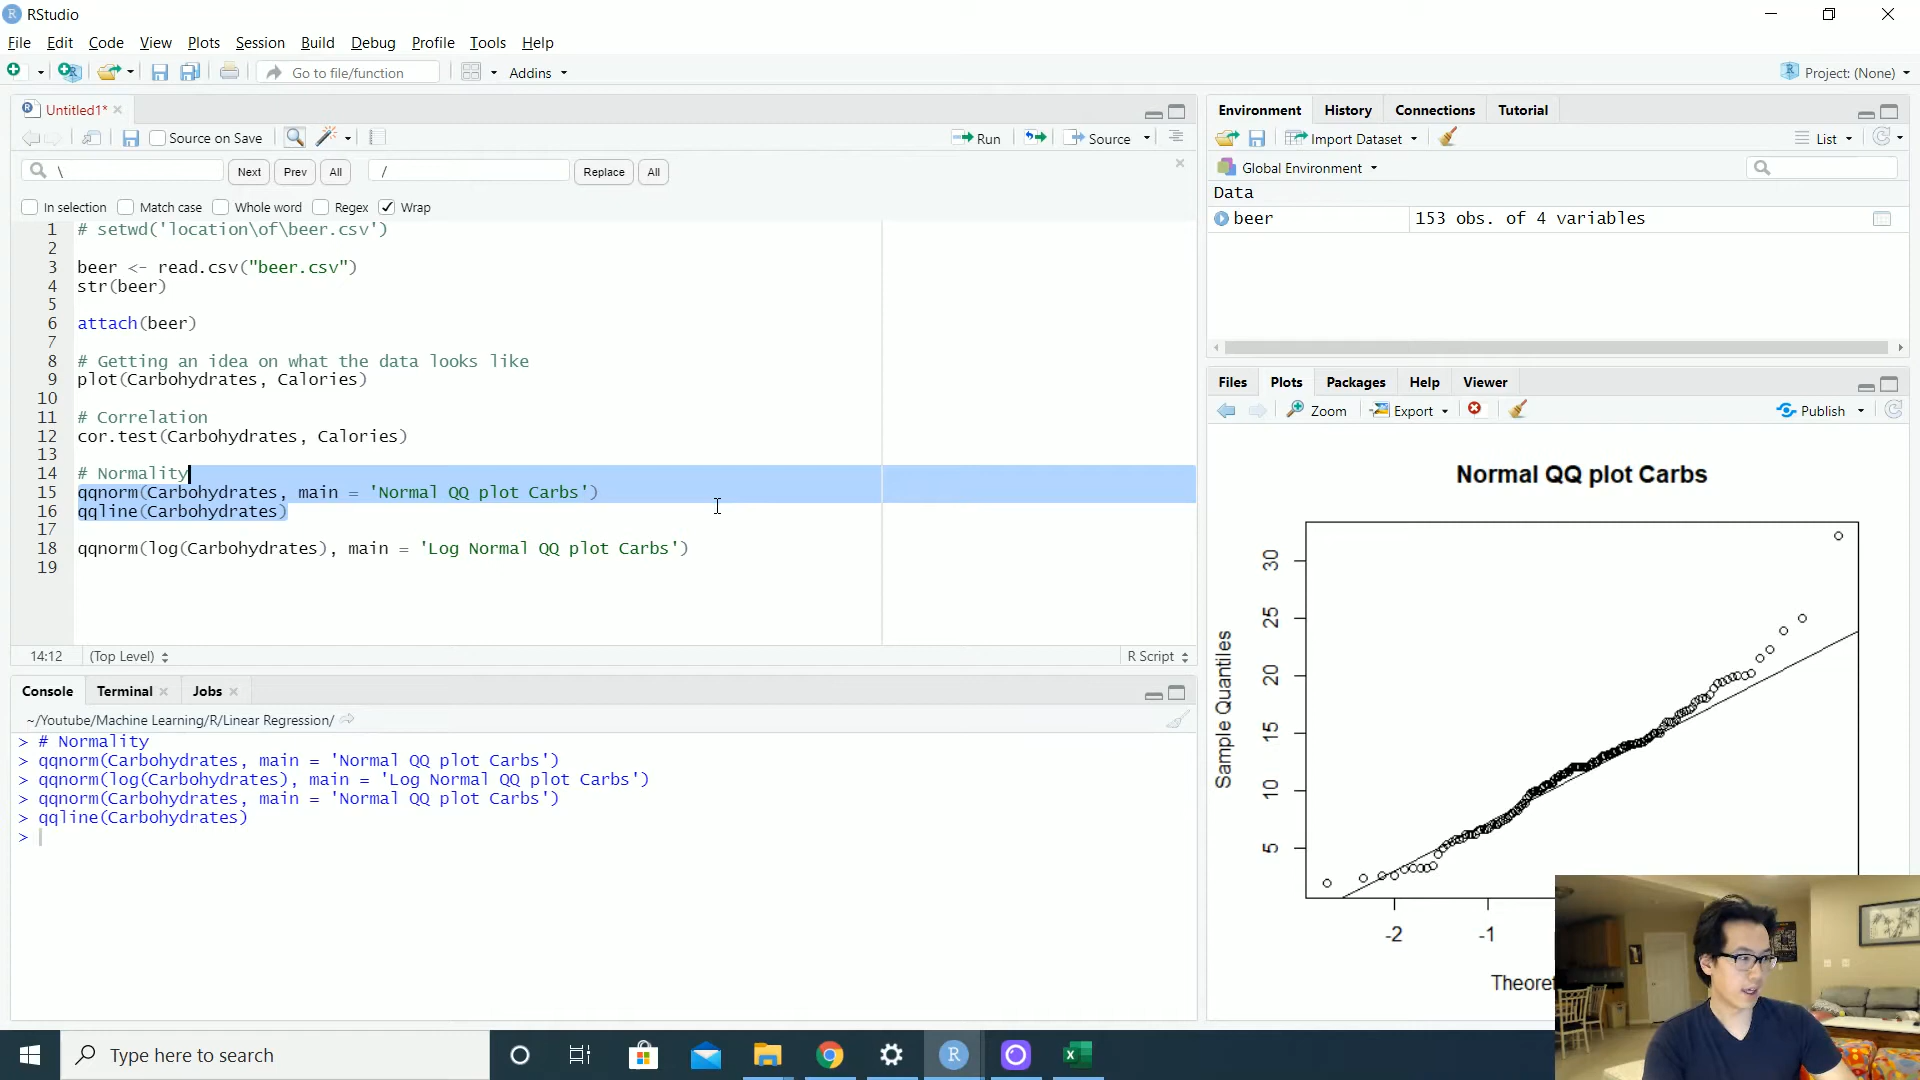 RStudio
File Edit Code View Plots Session Build Debug Profile Tools Help
Go to file/function Addins Project: (None)
Untitled1*
Source on Save Run Source
\ Next Prev All / Replace All
In selection Match case Whole word Regex Wrap
1 # setwd('location\of\beer.csv')
2
3 beer <- read.csv("beer.csv")
4 str(beer)
5
6 attach(beer)
7
8 # Getting an idea on what the data looks like
9 plot(Carbohydrates, Calories)
10
11 # Correlation
12 cor.test(Carbohydrates, Calories)
13
14 # Normality
15 qqnorm(Carbohydrates, main = 'Normal QQ plot Carbs')
16 qqline(Carbohydrates)
17
18 qqnorm(log(Carbohydrates), main = 'Log Normal QQ plot Carbs')
19
14:12 (Top Level) R Script
Console Terminal Jobs
~/Youtube/Machine Learning/R/Linear Regression/
> # Normality
> qqnorm(Carbohydrates, main = 'Normal QQ plot Carbs')
> qqnorm(log(Carbohydrates), main = 'Log Normal QQ plot Carbs')
> qqnorm(Carbohydrates, main = 'Normal QQ plot Carbs')
> qqline(Carbohydrates)
>
Environment History Connections Tutorial
Import Dataset List
Global Environment
Data
beer 153 obs. of 4 variables
Files Plots Packages Help Viewer
Zoom Export Publish
Normal QQ plot Carbs
Sample Quantiles
30
25
20
15
10
5
-2 -1
Theoret
Type here to search